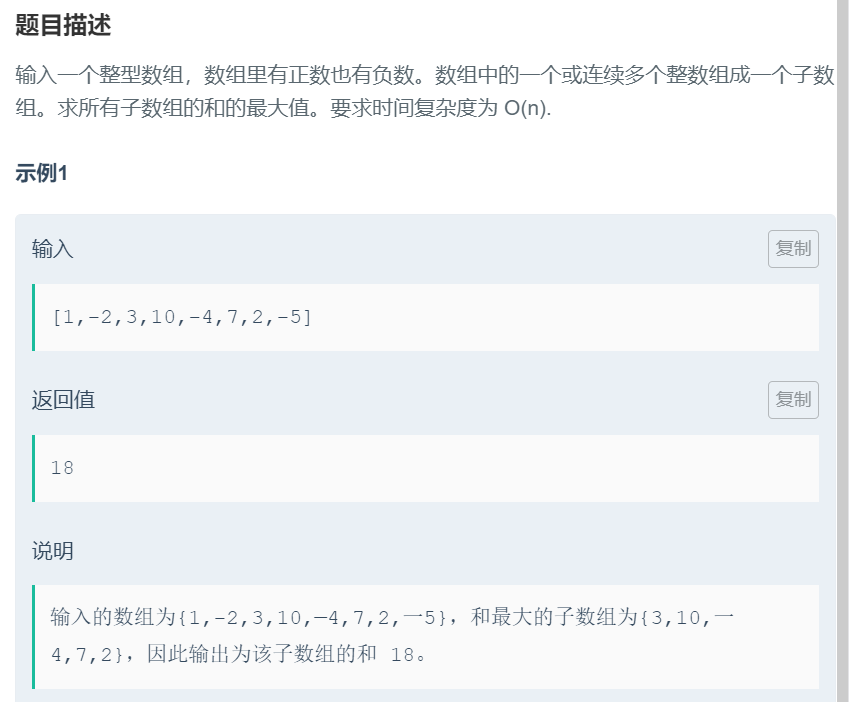 题目描述
输入一个整型数组，数组里有正数也有负数。数组中的一个或连续多个整数组成一个子数
组。求所有子数组的和的最大值。要求时间复杂度为 O(n).
示例1
输入
复制
[1,-2,3,10,-4,7,2,-5]
返回值
复制
18
说明
输入的数组为{1,-2,3,10,—4,7,2,一5}，和最大的子数组为{3,10,一
4,7,2}，因此输出为该子数组的和 18。